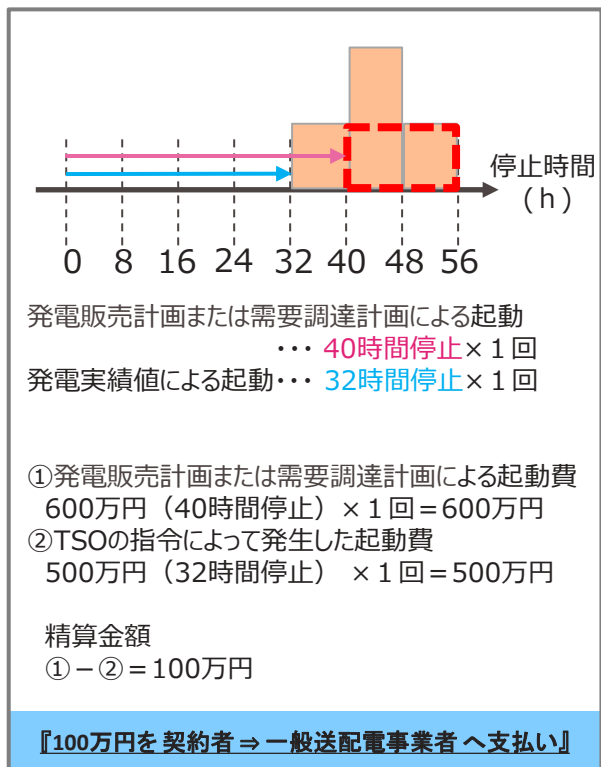 停止時間
(ｈ)
0 8 16 24 32 40 48 56
発電販売計画または需要調達計画による起動
･･･ 40時間停止×１回
発電実績値による起動･･･ 32時間停止×１回
①発電販売計画または需要調達計画による起動費
600万円（40時間停止）×１回＝600万円
②TSOの指令によって発生した起動費
500万円（32時間停止） ×１回＝500万円
精算金額
①－②＝100万円
『100万円を 契約者 ⇒ 一般送配電事業者 へ支払い』